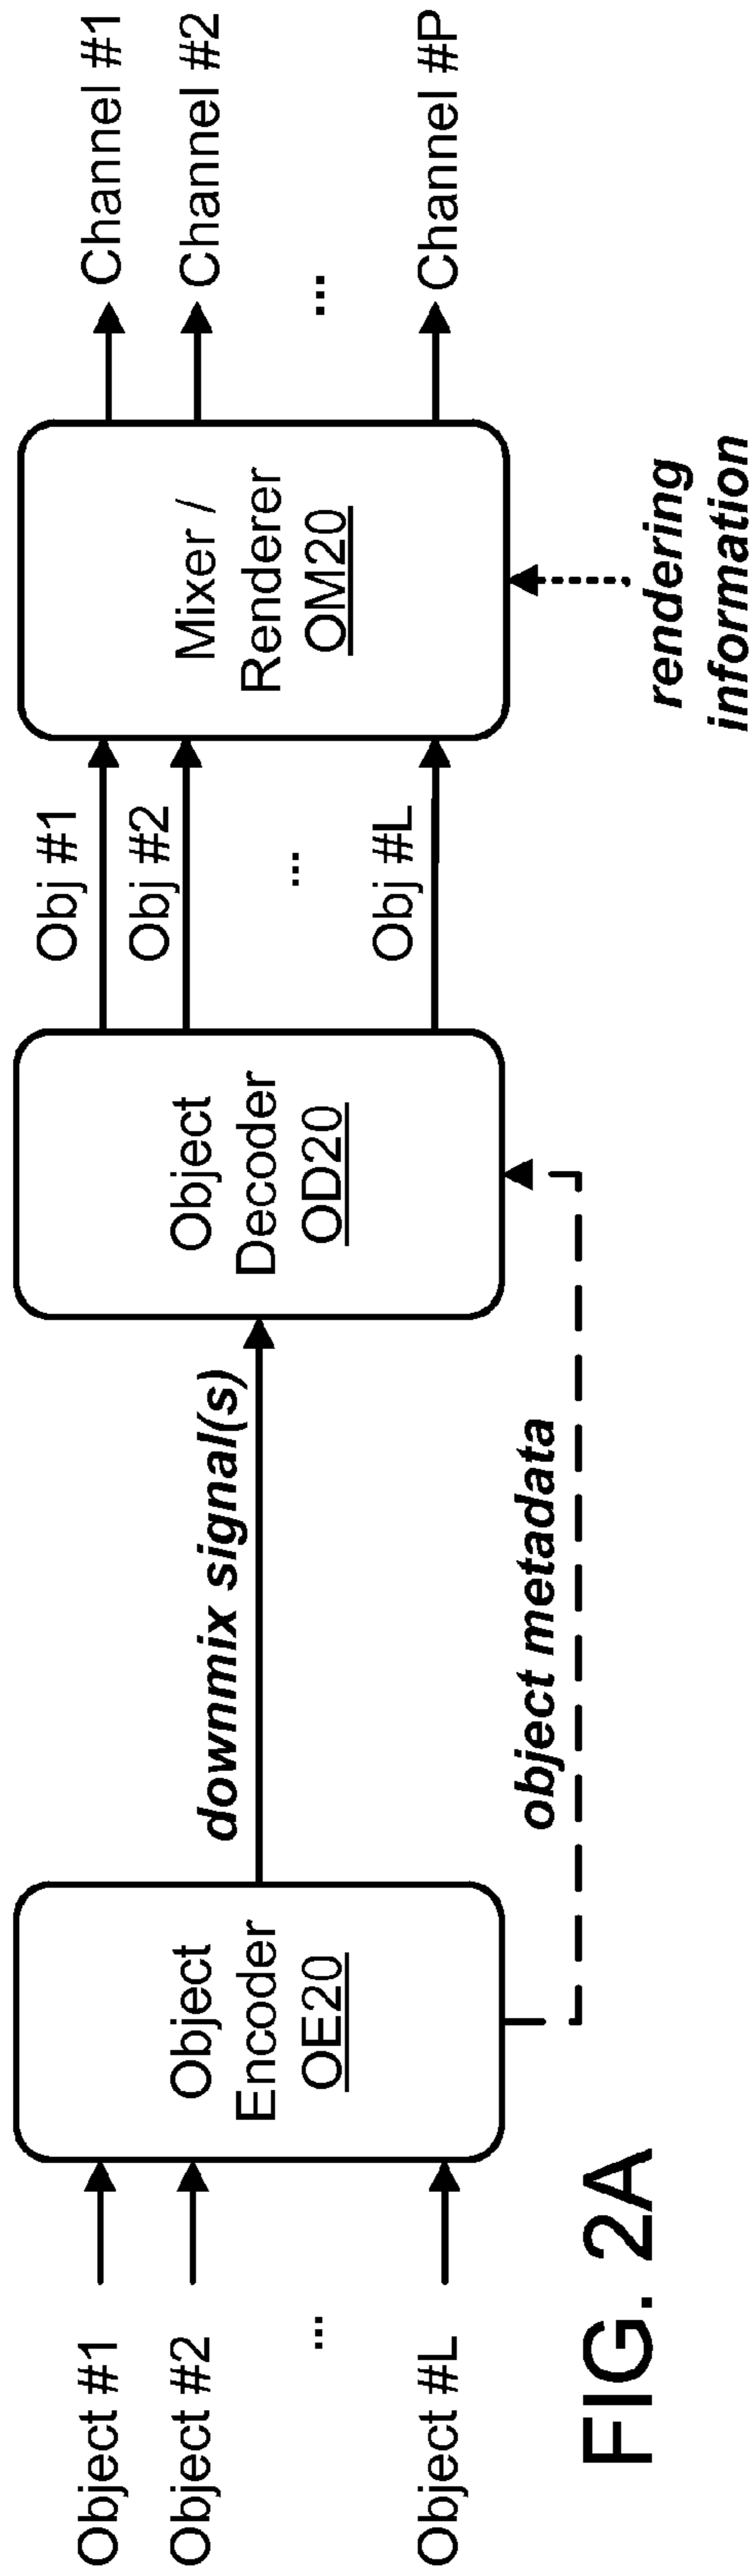 Object #1
Object #2
...
Object #L
Object
Encoder
OE20
downmix signal(s)
object metadata
Object
Decoder
OD20
Obj #1
Obj #2
...
Obj #L
Mixer /
Renderer
OM20
rendering
information
Channel #1
Channel #2
...
Channel #P
FIG. 2A